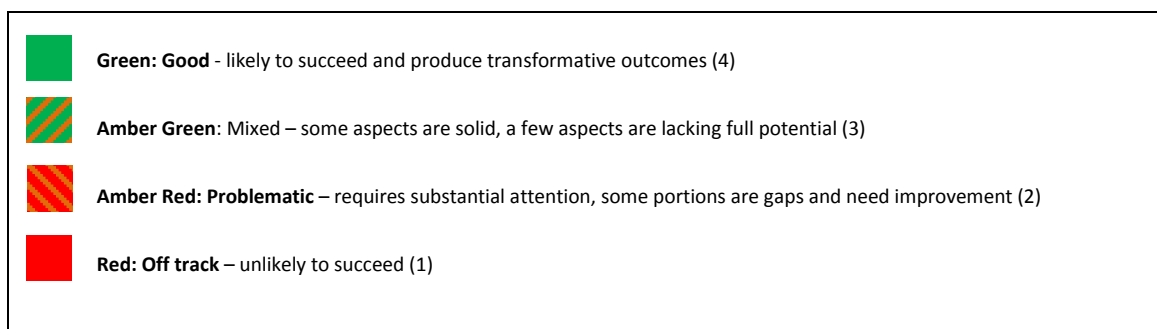 Green: Good - likely to succeed and produce transformative outcomes (4)
Amber Green: Mixed – some aspects are solid, a few aspects are lacking full potential (3)
Amber Red: Problematic – requires substantial attention, some portions are gaps and need improvement (2)
Red: Off track – unlikely to succeed (1)